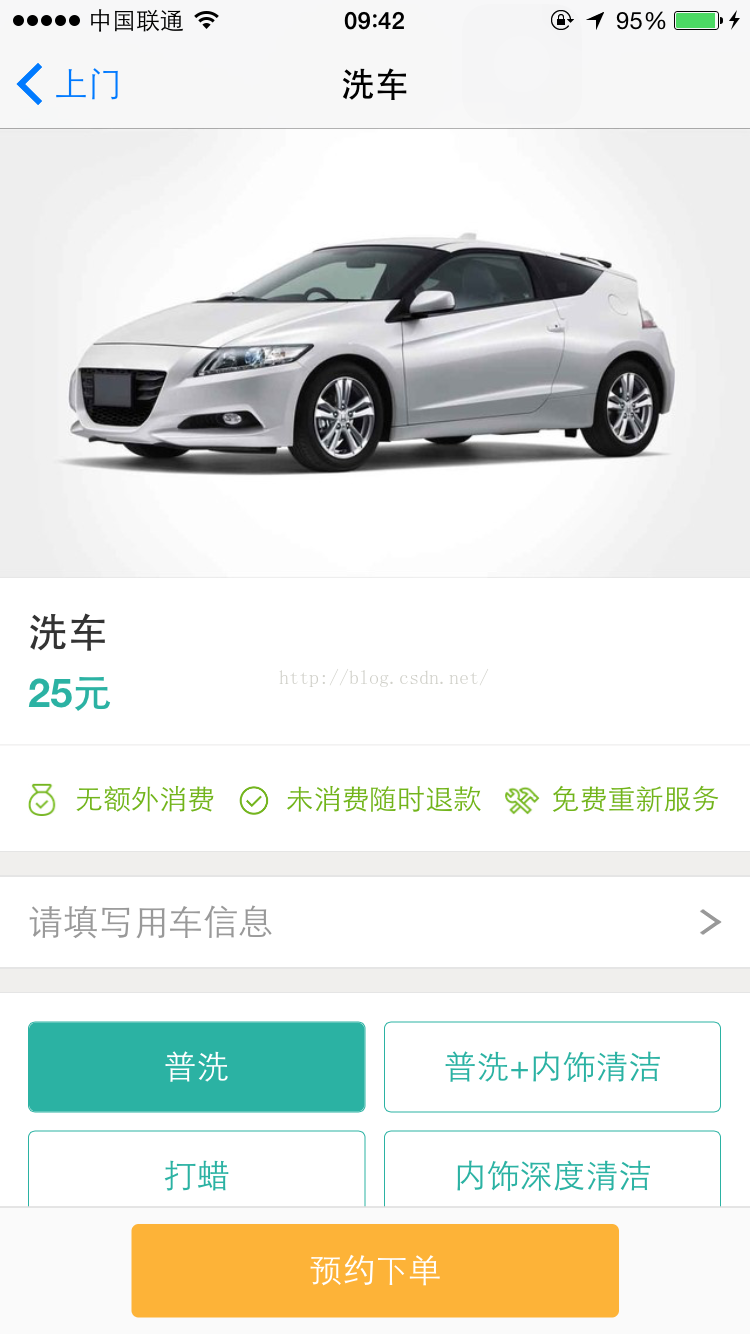 中国联通 09:42 95%
上门 洗车
洗车
25元
http://blog.csdn.net/
无额外消费 未消费随时退款 免费重新服务
请填写用车信息
普洗 普洗+内饰清洁
打蜡 内饰深度清洁
预约下单